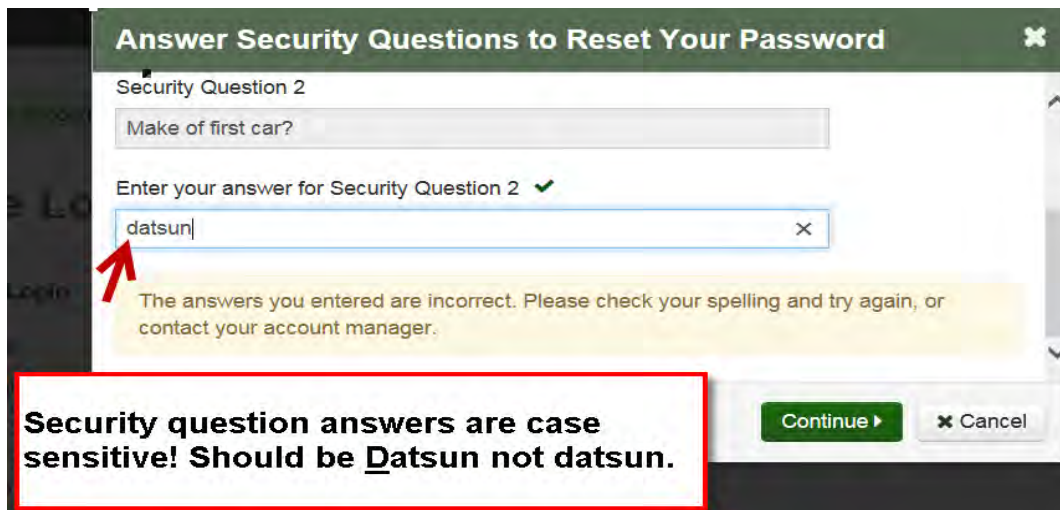 Answer Security Questions to Reset Your Password
Security Question 2
Make of first car?
Enter your answer for Security Question 2
datsun
Login
The answers you entered are incorrect. Please check your spelling and try again, or
contact your account manager.
Security question answers are case
sensitive! Should be Datsun not datsun.
Continue
Cancel